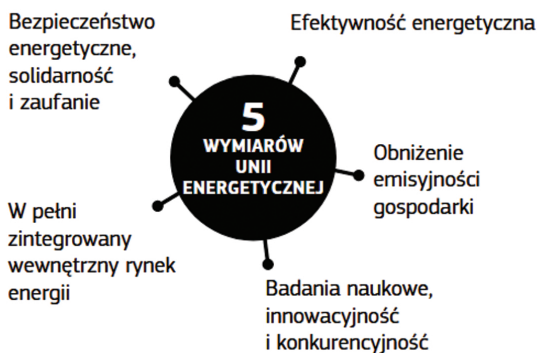 Bezpieczeństwo
energetyczne,
solidarność
i zaufanie
Efektywność energetyczna
5
WYMIARÓW
UNII
ENERGETYCZNEJ
Obniżenie
emisyjności
gospodarki
W pełni
zintegrowany
wewnętrzny rynek
energii
Badania naukowe,
innowacyjność
i konkurencyjność